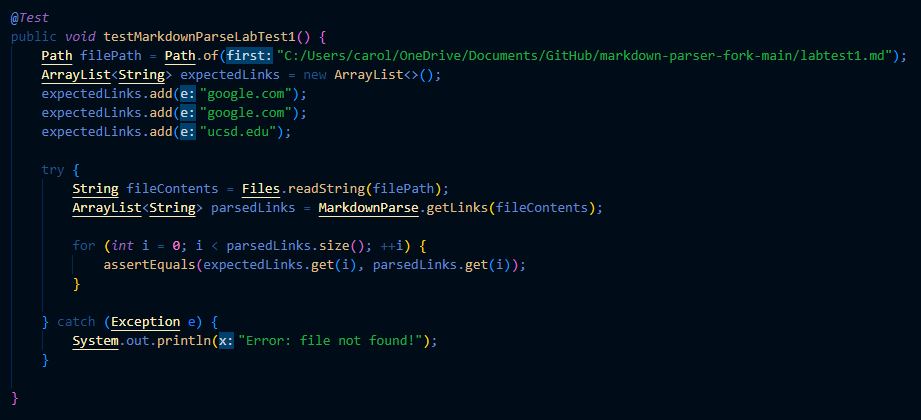 @Test
public void testMarkdownParseLabTest1() {
    Path filePath = Path.of(first: "C:/Users/carol/OneDrive/Documents/GitHub/markdown-parser-fork-main/labtest1.md");
    ArrayList<String> expectedLinks = new ArrayList<>();
    expectedLinks.add(e: "google.com");
    expectedLinks.add(e: "google.com");
    expectedLinks.add(e: "ucsd.edu");
    try {
        String fileContents = Files.readString(filePath);
        ArrayList<String> parsedLinks = MarkdownParse.getLinks(fileContents);
        for (int i = 0; i < parsedLinks.size(); ++i) {
            assertEquals(expectedLinks.get(i), parsedLinks.get(i));
        }
    } catch (Exception e) {
        System.out.println(x: "Error: file not found!");
    }
}